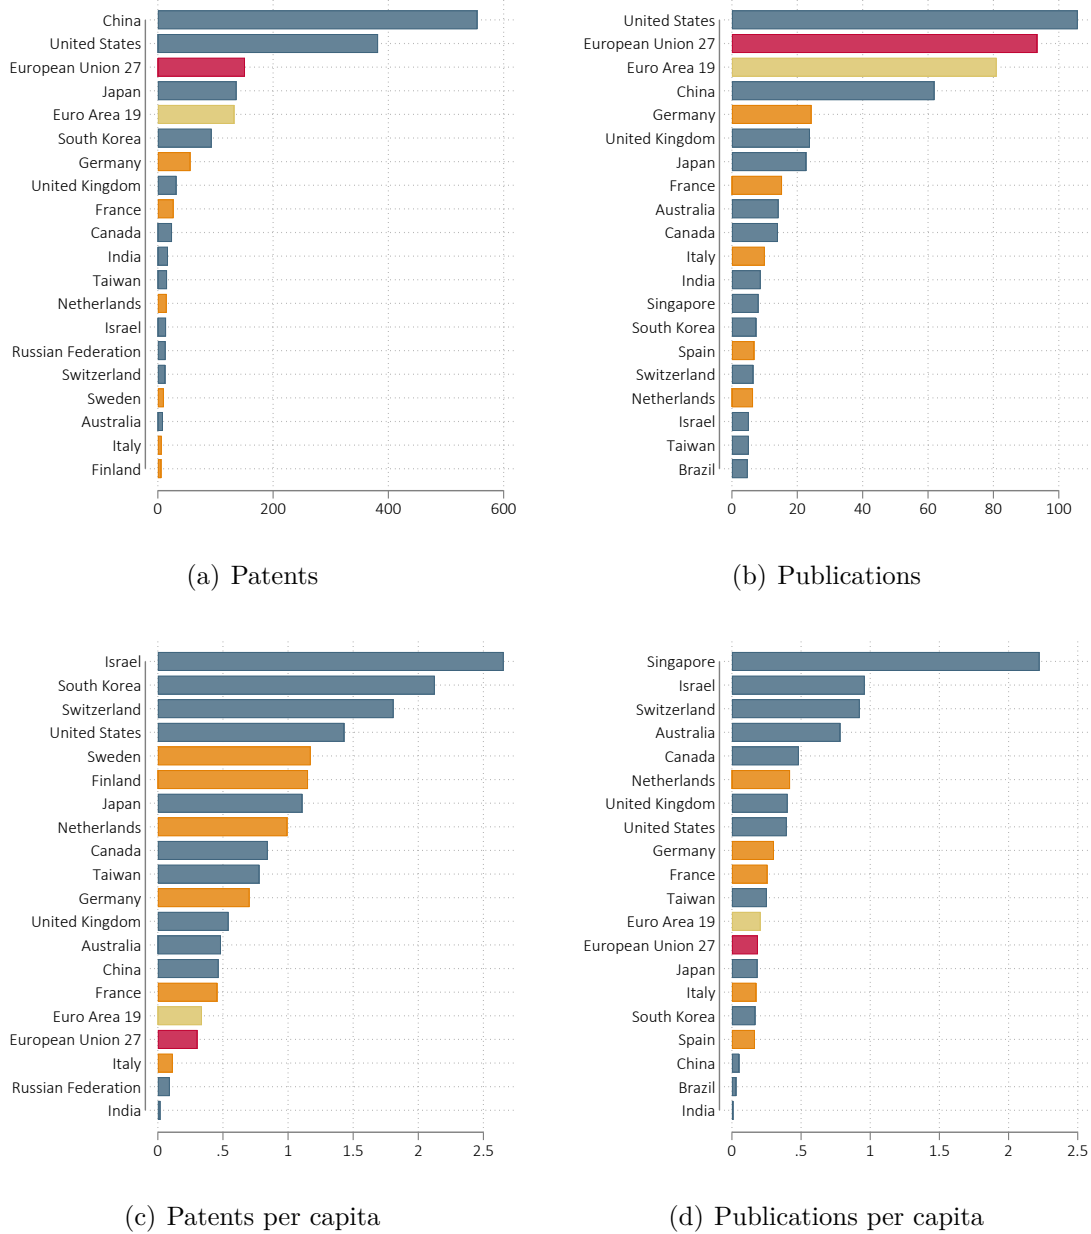 China
United States
European Union 27
Japan
Euro Area 19
South Korea
Germany
United Kingdom
France
Canada
India
Taiwan
Netherlands
Israel
Russian Federation
Switzerland
Sweden
Australia
Italy
Finland
0 200 400 600
(a) Patents
United States
European Union 27
Euro Area 19
China
Germany
United Kingdom
Japan
France
Australia
Canada
Italy
India
Singapore
South Korea
Spain
Switzerland
Netherlands
Israel
Taiwan
Brazil
0 20 40 60 80 100
(b) Publications
Israel
South Korea
Switzerland
United States
Sweden
Finland
Japan
Netherlands
Canada
Taiwan
Germany
United Kingdom
Australia
China
France
Euro Area 19
European Union 27
Italy
Russian Federation
India
0 .5 1 1.5 2 2.5
(c) Patents per capita
Singapore
Israel
Switzerland
Australia
Canada
Netherlands
United Kingdom
United States
Germany
France
Taiwan
Euro Area 19
European Union 27
Japan
Italy
South Korea
Spain
China
Brazil
India
0 .5 1 1.5 2 2.5
(d) Publications per capita